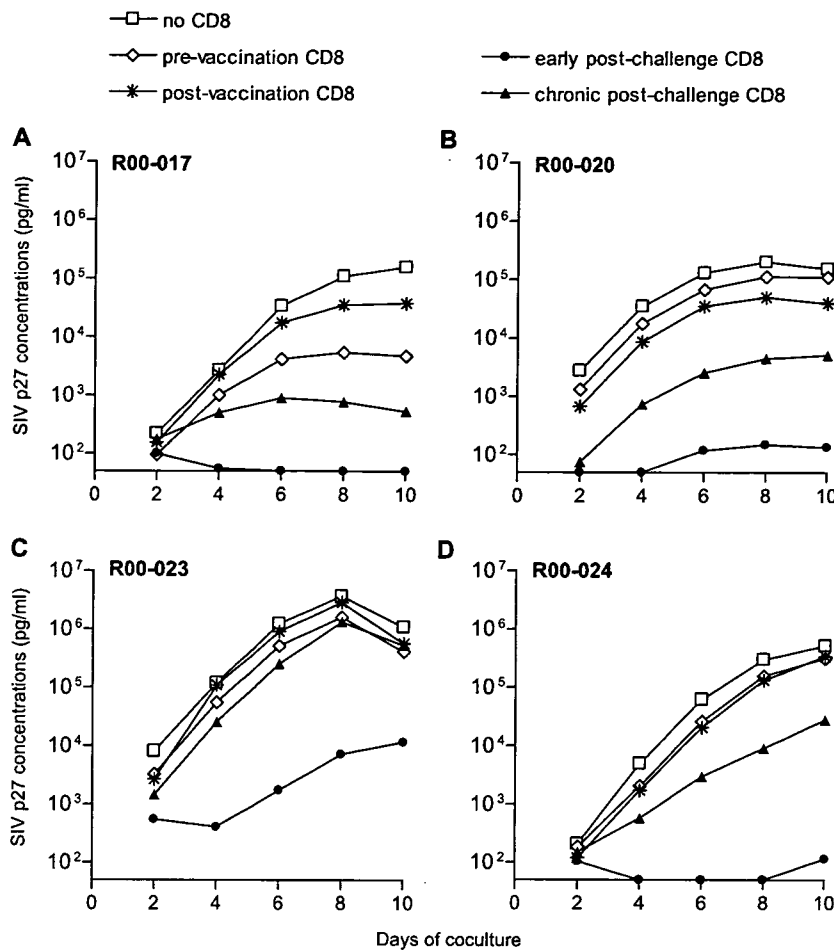 no CD8
pre-vaccination CD8
post-vaccination CD8
early post-challenge CD8
chronic post-challenge CD8
A
R00-017
SIV p27 concentrations (pg/ml)
10⁷
10⁶
10⁵
10⁴
10³
10²
0 2 4 6 8 10
B
R00-020
10⁷
10⁶
10⁵
10⁴
10³
10²
0 2 4 6 8 10
C
R00-023
SIV p27 concentrations (pg/ml)
10⁷
10⁶
10⁵
10⁴
10³
10²
0 2 4 6 8 10
D
R00-024
10⁷
10⁶
10⁵
10⁴
10³
10²
0 2 4 6 8 10
Days of coculture